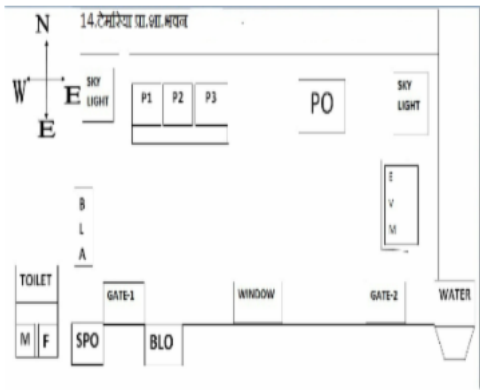 N
14.टेमरिया प्रा.शा.भवन
W E
E
SKY LIGHT
P1 P2 P3
PO
SKY LIGHT
E V M
B L A
TOILET
GATE-1
WINDOW
GATE-2
WATER
M F
SPO
BLO